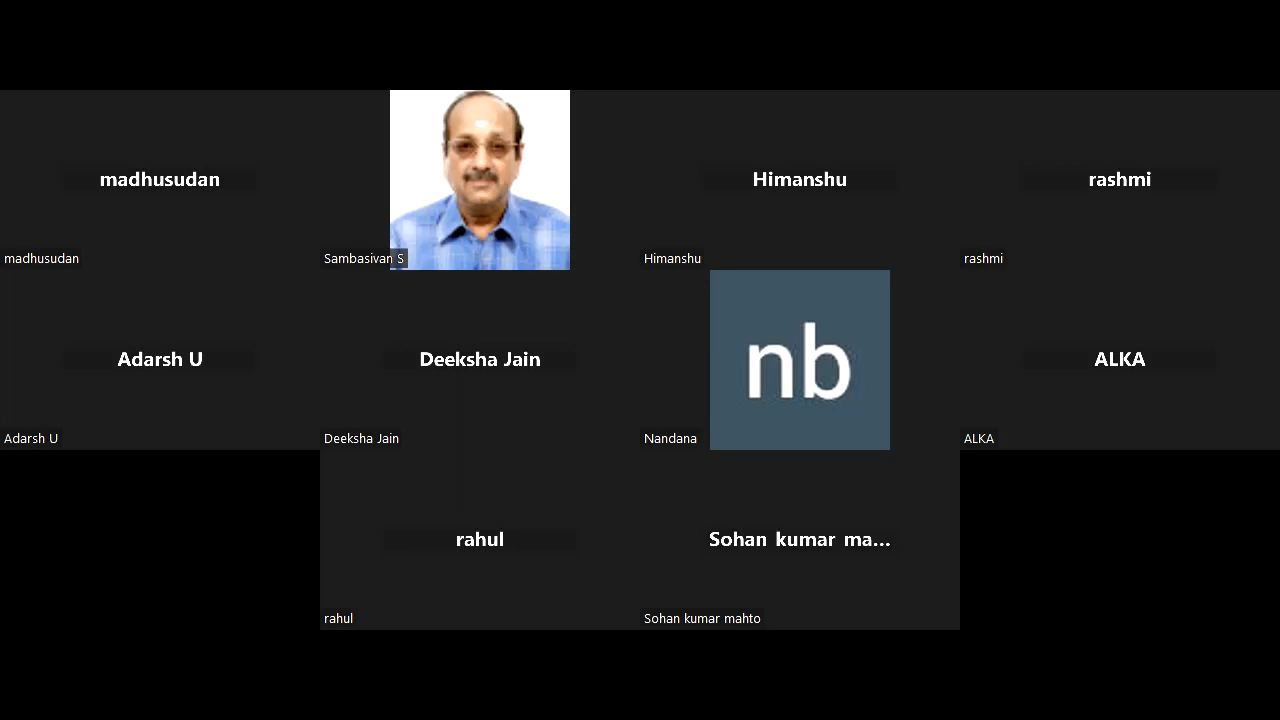 madhusudan
Himanshu
rashmi
madhusudan
Sambasivan S
Himanshu
rashmi
Adarsh U
Deeksha Jain
nb
ALKA
Adarsh U
Deeksha Jain
Nandana
ALKA
rahul
Sohan kumar ma...
rahul
Sohan kumar mahto